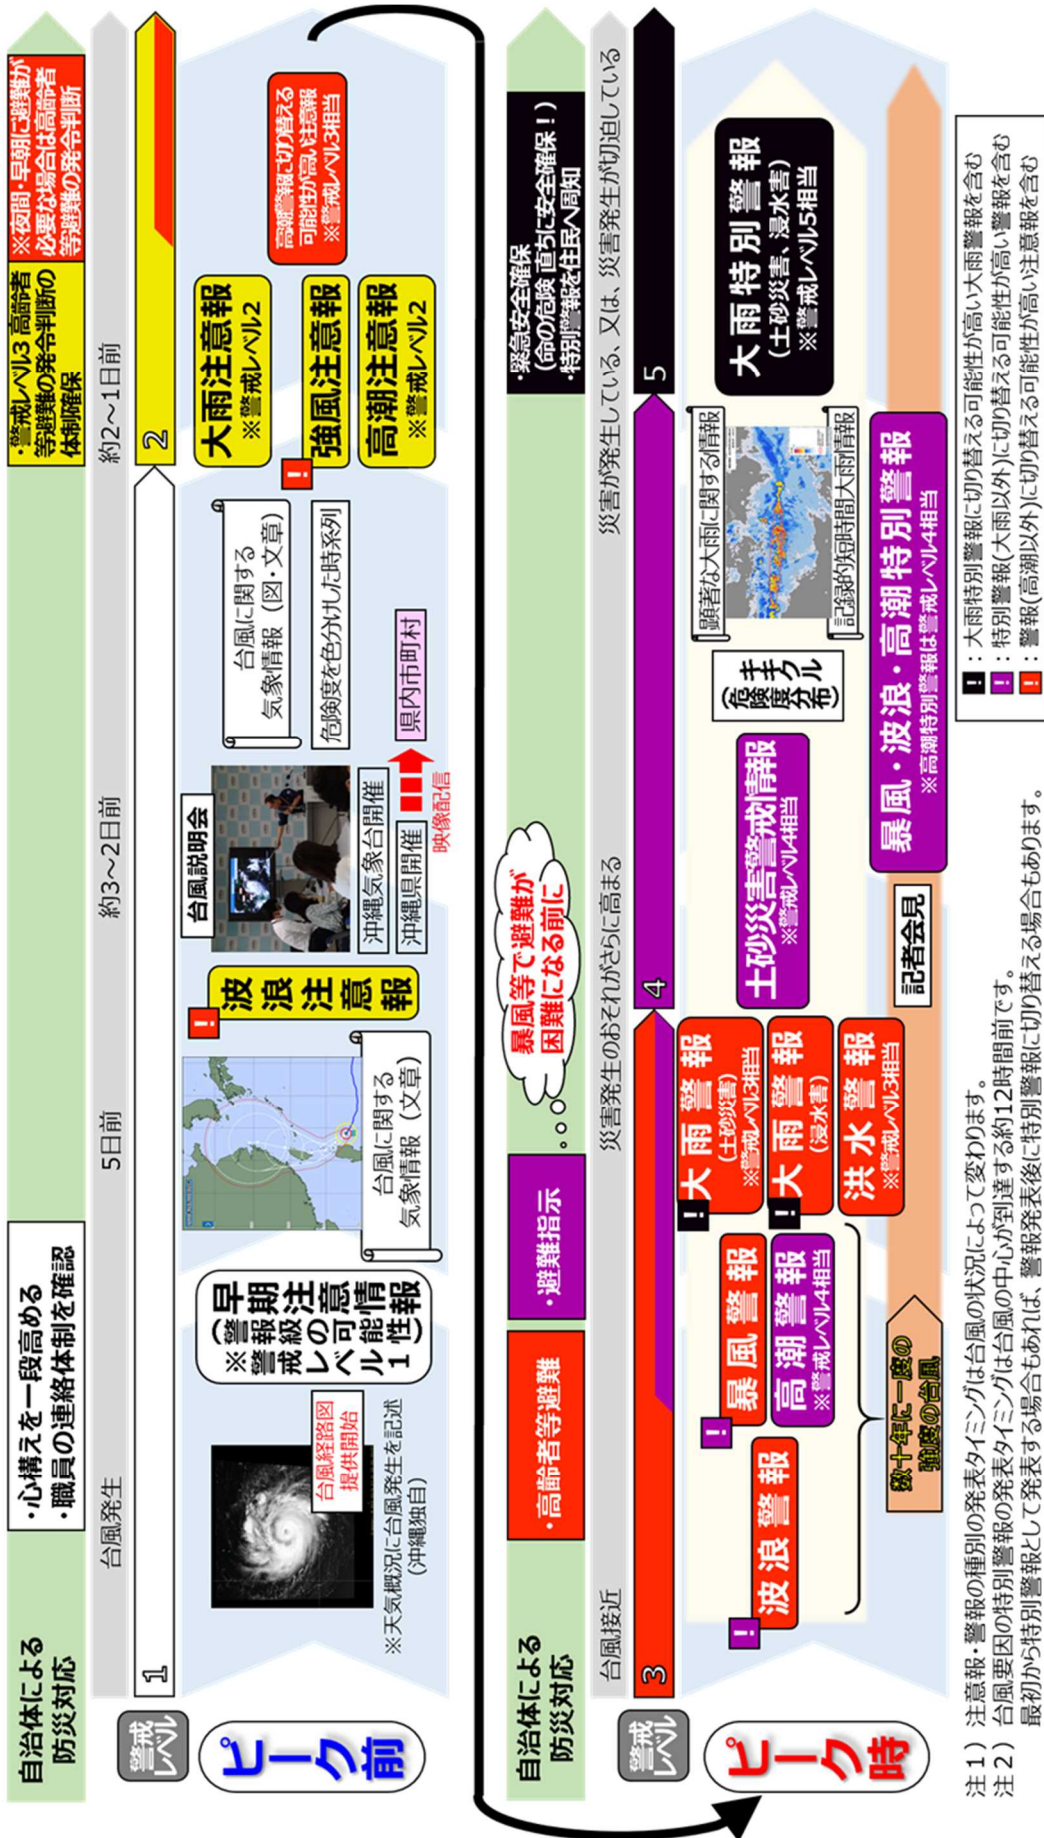 自治体による
防災対応
・心構えを一段高める
・職員の連絡体制を確認
・警戒レベル3 高齢者
等避難の発令判断の
体制確保
※夜間・早朝に避難が
必要な場合は高齢者
等避難の発令判断
台風発生
5日前
約3～2日前
約2～1日前
警戒
レベル
1
2
ピーク前
台風経路図
提供開始
※天気概況に台風発生を記述
(沖縄独自)
早期注意情報
(警報級の可能性)
※警戒レベル1
台風に関する
気象情報（文章）
!
波浪注意報
台風説明会
沖縄気象台開催
沖縄県開催
映像配信
県内市町村
台風に関する
気象情報（図・文章）
危険度を色分けした時系列
大雨注意報
※警戒レベル2
!
強風注意報
高潮注意報
※警戒レベル2
高潮警報に切り替える
可能性が高い注意報
※警戒レベル3相当
自治体による
防災対応
・高齢者等避難
・避難指示
暴風等で避難が
困難になる前に
・緊急安全確保
(命の危険 直ちに安全確保！)
・特別警報を住民へ周知
台風接近
災害発生のおそれがさらに高まる
災害が発生している、又は、災害発生が切迫している
警戒
レベル
3
4
5
ピーク時
!
波浪警報
!
暴風警報
高潮警報
※警戒レベル4相当
!
大雨警報
(土砂災害)
※警戒レベル3相当
!
大雨警報
(浸水害)
洪水警報
※警戒レベル3相当
土砂災害警戒情報
※警戒レベル4相当
キキクル
(危険度分布)
顕著な大雨に関する情報
記録的短時間大雨情報
大雨特別警報
(土砂災害、浸水害)
※警戒レベル5相当
数十年に一度の
強度の台風
記者会見
暴風・波浪・高潮特別警報
※高潮特別警報は警戒レベル4相当
注１）注意報・警報の種別の発表タイミングは台風の状況によって変わります。
注２）台風要因の特別警報の発表タイミングは台風の中心が到達する約12時間前です。
最初から特別警報として発表する場合もあれば、警報発表後に特別警報に切り替える場合もあります。
!：大雨特別警報に切り替える可能性が高い大雨警報を含む
!：特別警報(大雨以外)に切り替える可能性が高い警報を含む
!：警報(高潮以外)に切り替える可能性が高い注意報を含む